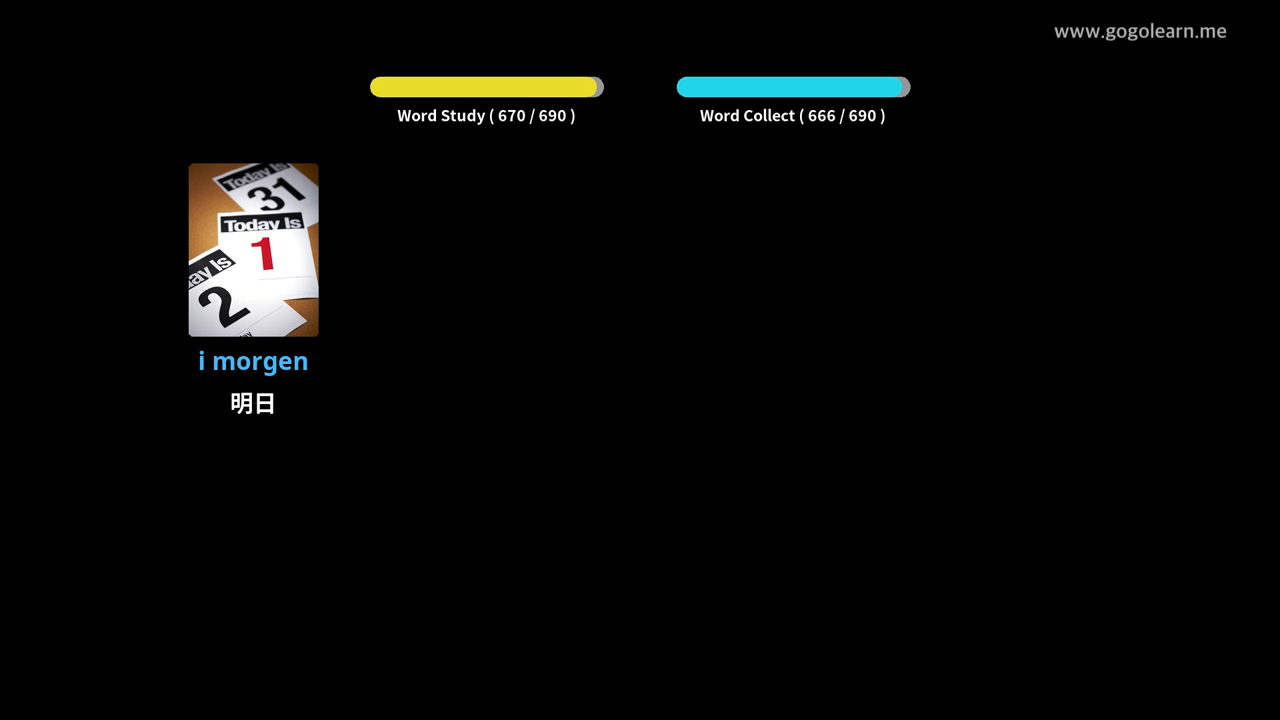 www.gogolearn.me
Word Study ( 670 / 690 )
Word Collect ( 666 / 690 )
Today Is
31
Today Is
1
ay Is
2
i morgen
明日